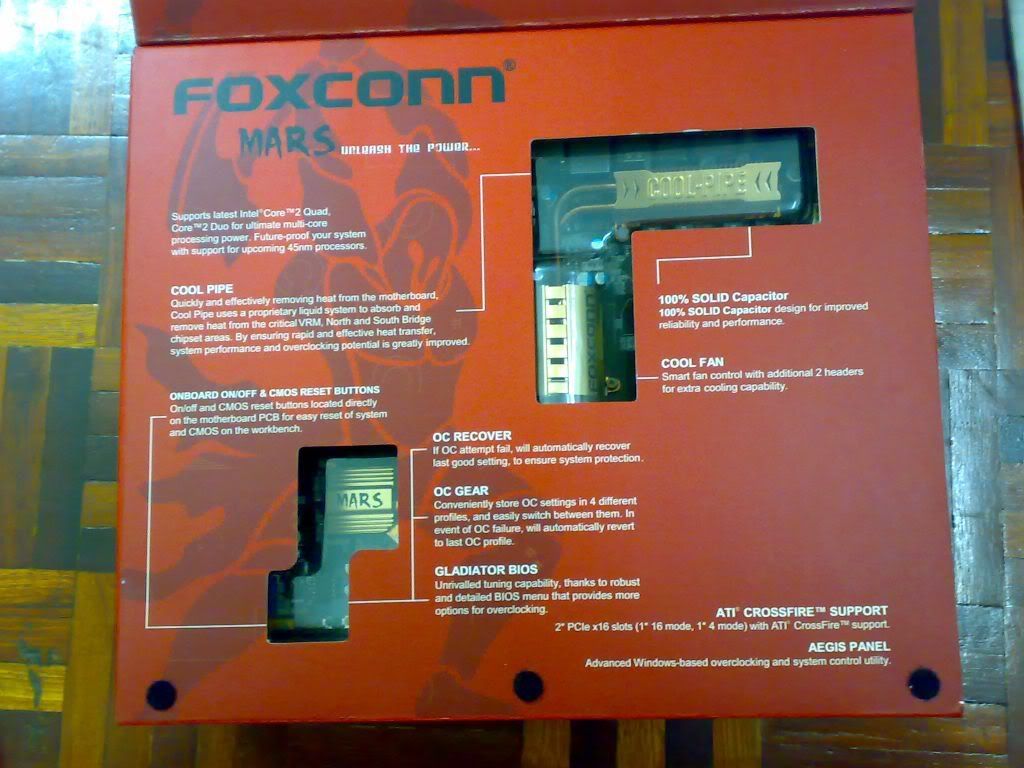 FOXCONN®
MARS UNLEASH THE POWER...
Supports latest Intel® Core™2 Quad,
Core™2 Duo for ultimate multi-core
processing power. Future-proof your system
with support for upcoming 45nm processors.
COOL PIPE
Quickly and effectively removing heat from the motherboard,
Cool Pipe uses a proprietary liquid system to absorb and
remove heat from the critical VRM, North and South Bridge
chipset areas. By ensuring rapid and effective heat transfer,
system performance and overclocking potential is greatly improved.
COOL-PIPE
FOXCONN
100% SOLID Capacitor
100% SOLID Capacitor design for improved
reliability and performance.
COOL FAN
Smart fan control with additional 2 headers
for extra cooling capability.
ONBOARD ON/OFF & CMOS RESET BUTTONS
On/off and CMOS reset buttons located directly
on the motherboard PCB for easy reset of system
and CMOS on the workbench.
MARS
OC RECOVER
If OC attempt fail, will automatically recover
last good setting, to ensure system protection.
OC GEAR
Conveniently store OC settings in 4 different
profiles, and easily switch between them. In
event of OC failure, will automatically revert
to last OC profile.
GLADIATOR BIOS
Unrivalled tuning capability, thanks to robust
and detailed BIOS menu that provides more
options for overclocking.
ATI® CROSSFIRE™ SUPPORT
2* PCIe x16 slots (1* 16 mode, 1* 4 mode) with ATI® CrossFire™ support.
AEGIS PANEL
Advanced Windows-based overclocking and system control utility.